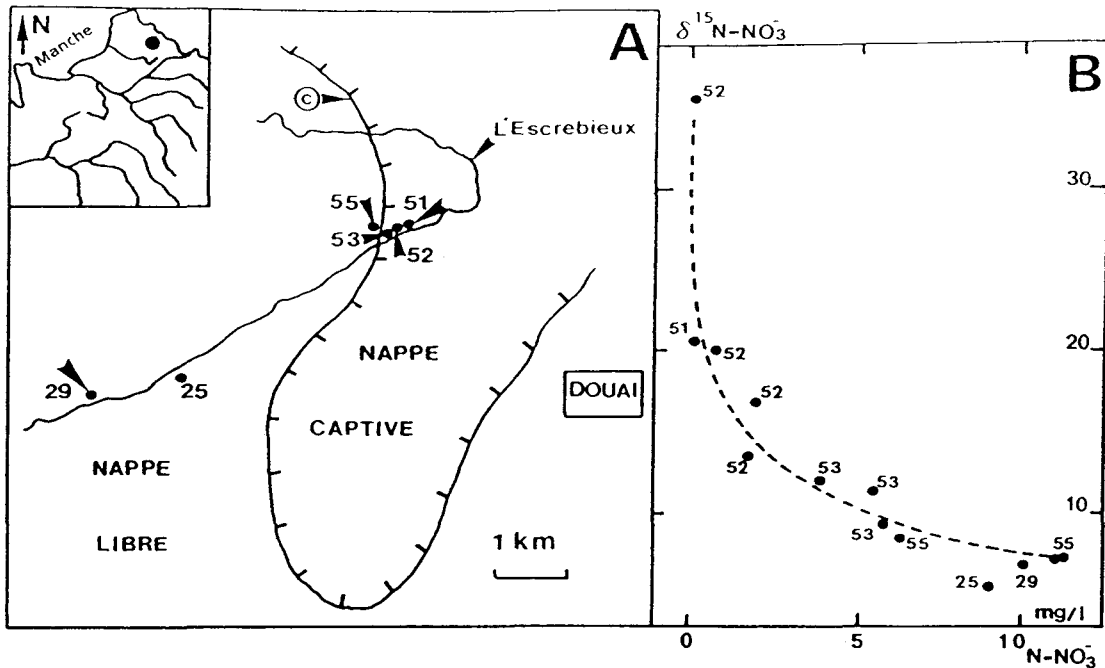 N
Manche
A
C
L'Escrebieux
55
51
53
52
29
25
NAPPE
CAPTIVE
DOUAI
NAPPE
LIBRE
1 km
δ 15N-NO3-
B
52
30
51
52
20
52
52
53
53
10
53
55
55
25
29
mg/l
0
5
10
N-NO3-